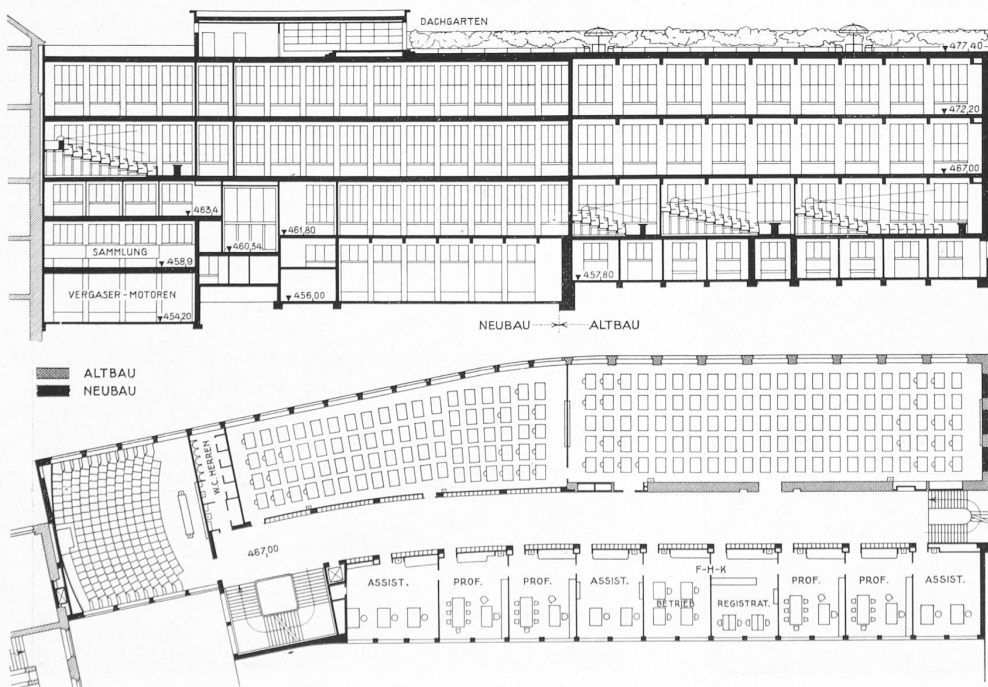 DACHGARTEN
477,40
472,20
467,00
463,4
461,80
460,34
SAMMLUNG
458,9
457,80
456,00
VERGASER-MOTOREN
454,20
NEUBAU ALTBAU
ALTBAU
NEUBAU
W.C. HERREN
467,00
F-H-K
ASSIST. PROF. PROF. ASSIST. BETRIEB REGISTRAT. PROF. PROF. ASSIST.